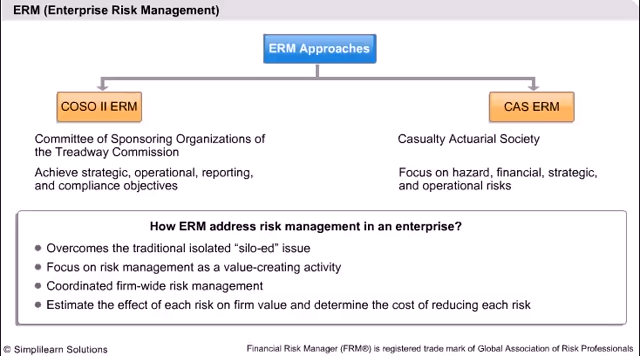 ERM (Enterprise Risk Management)
ERM Approaches
COSO II ERM
Committee of Sponsoring Organizations of
the Treadway Commission
Achieve strategic, operational, reporting,
and compliance objectives
CAS ERM
Casualty Actuarial Society
Focus on hazard, financial, strategic,
and operational risks
How ERM address risk management in an enterprise?
Overcomes the traditional isolated “silo-ed” issue
Focus on risk management as a value-creating activity
Coordinated firm-wide risk management
Estimate the effect of each risk on firm value and determine the cost of reducing each risk
© Simplilearn Solutions
Financial Risk Manager (FRM®) is registered trade mark of Global Association of Risk Professionals